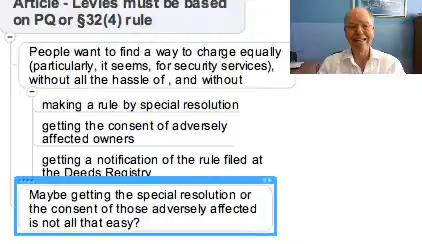 Article - Levies must be based
on PQ or §32(4) rule
People want to find a way to charge equally
(particularly, it seems, for security services),
without all the hassle of , and without
making a rule by special resolution
getting the consent of adversely
affected owners
getting a notification of the rule filed at
the Deeds Registry
Maybe getting the special resolution or
the consent of those adversely affected
is not all that easy?